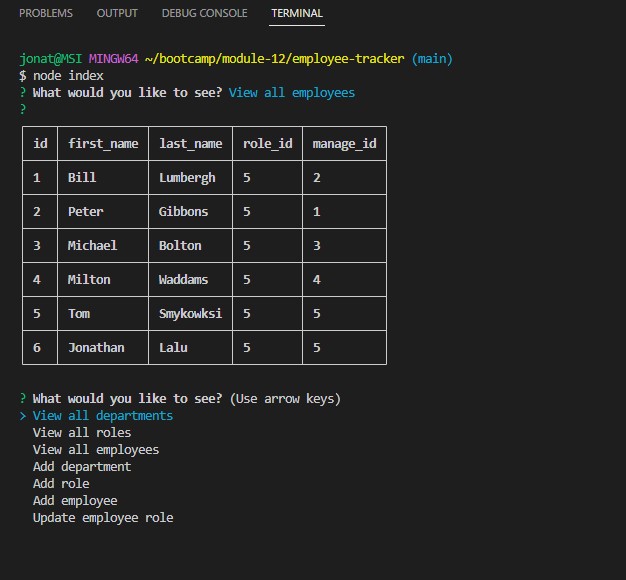 PROBLEMS OUTPUT DEBUG CONSOLE TERMINAL
jonat@MSI MINGW64 ~/bootcamp/module-12/employee-tracker (main)
$ node index
? What would you like to see? View all employees
?
id first_name last_name role_id manage_id
1 Bill Lumbergh 5 2
2 Peter Gibbons 5 1
3 Michael Bolton 5 3
4 Milton Waddams 5 4
5 Tom Smykowksi 5 5
6 Jonathan Lalu 5 5
? What would you like to see? (Use arrow keys)
> View all departments
View all roles
View all employees
Add department
Add role
Add employee
Update employee role